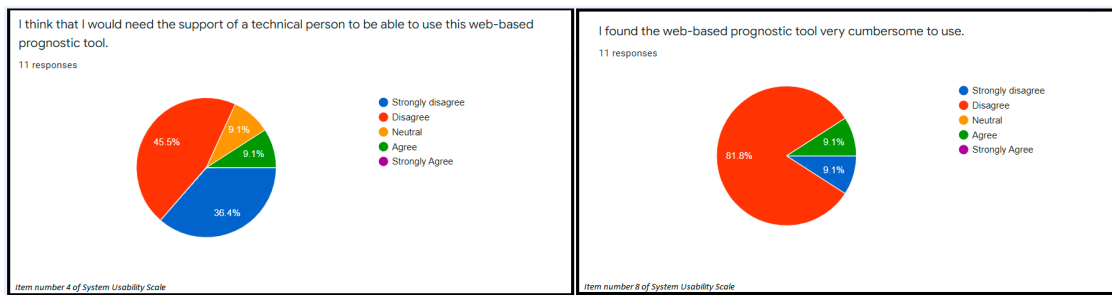 I think that I would need the support of a technical person to be able to use this web-based
prognostic tool.
11 responses
Strongly disagree
Disagree
Neutral
Agree
Strongly Agree
45.5%
9.1%
9.1%
36.4%
Item number 4 of System Usability Scale
I found the web-based prognostic tool very cumbersome to use.
11 responses
Strongly disagree
Disagree
Neutral
Agree
Strongly Agree
81.8%
9.1%
9.1%
Item number 8 of System Usability Scale